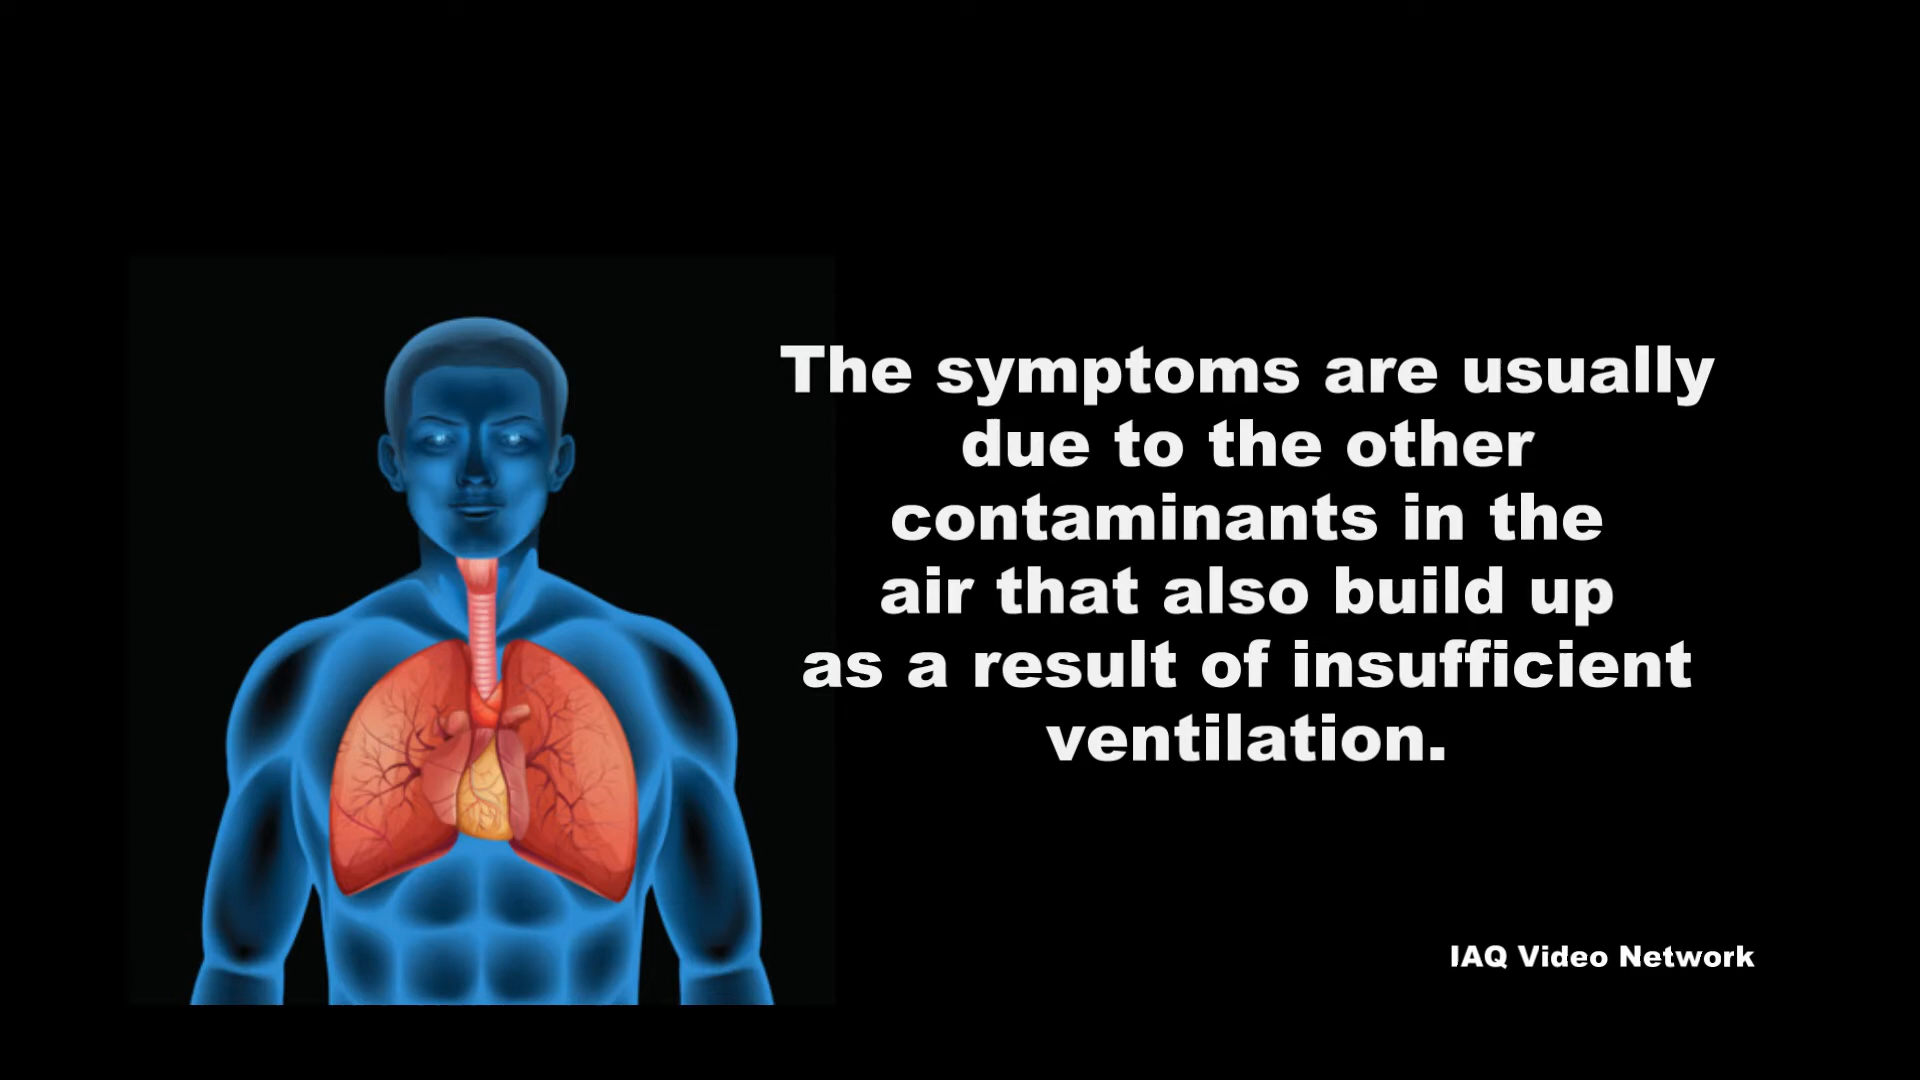 The symptoms are usually
due to the other
contaminants in the
air that also build up
as a result of insufficient
ventilation.
IAQ Video Network